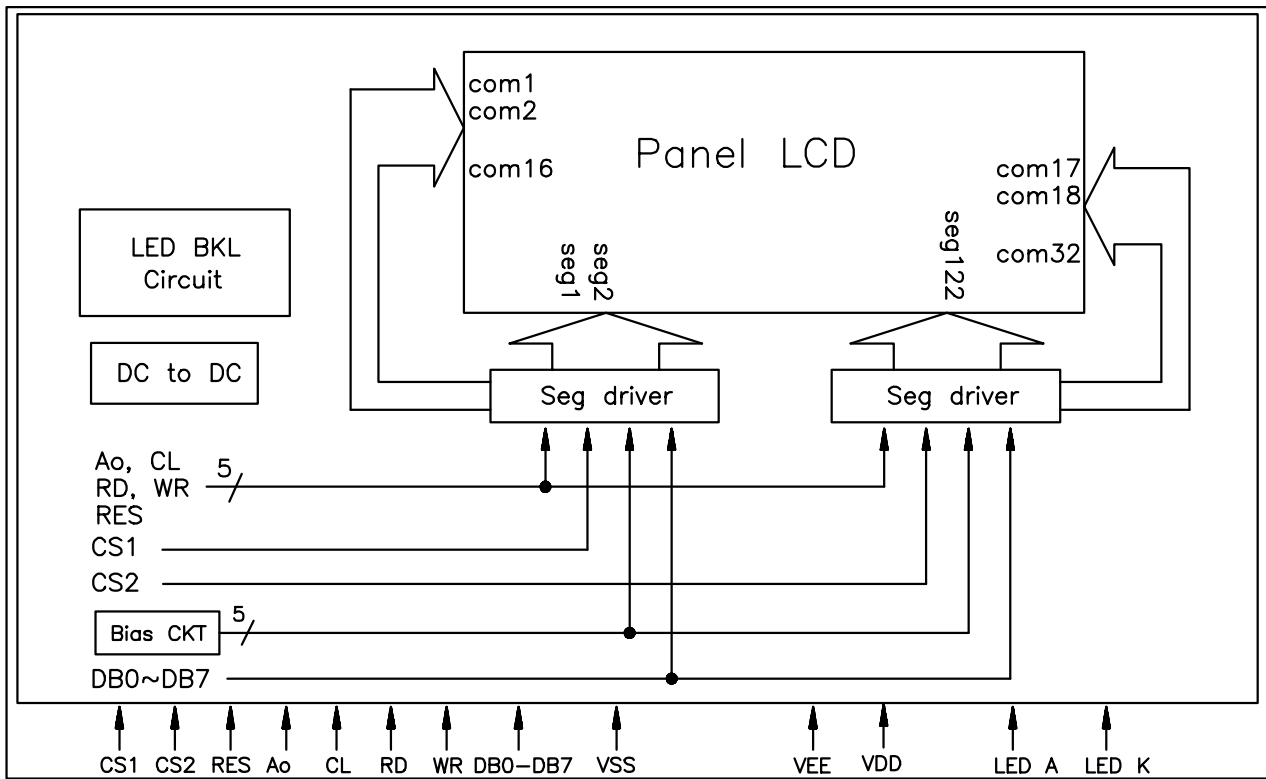 com1
com2
com16
Panel LCD
com17
com18
com32
seg1
seg2
seg122
LED BKL
Circuit
DC to DC
Seg driver
Seg driver
Ao, CL
RD, WR
RES
5
CS1
CS2
Bias CKT
5
DB0~DB7
CS1 CS2 RES Ao CL RD WR DB0-DB7 VSS VEE VDD LED A LED K